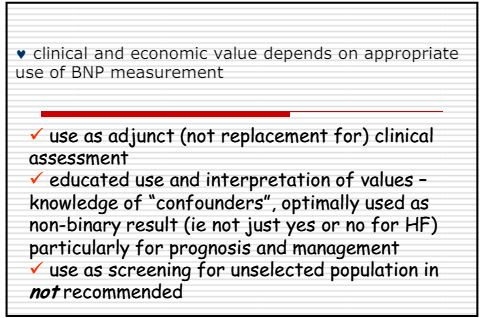 ♥ clinical and economic value depends on appropriate
use of BNP measurement
✓ use as adjunct (not replacement for) clinical
assessment
✓ educated use and interpretation of values –
knowledge of "confounders", optimally used as
non-binary result (ie not just yes or no for HF)
particularly for prognosis and management
✓ use as screening for unselected population in
not recommended